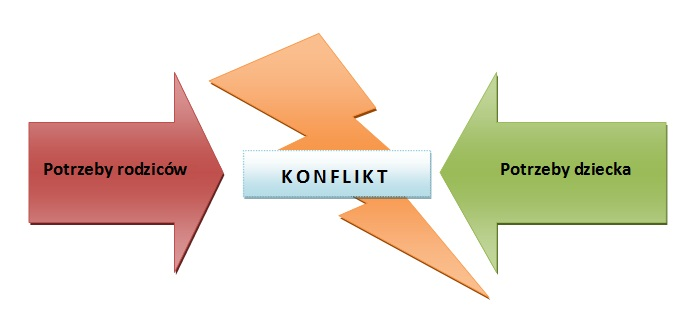 Potrzeby rodziców
KONFLIKT
Potrzeby dziecka